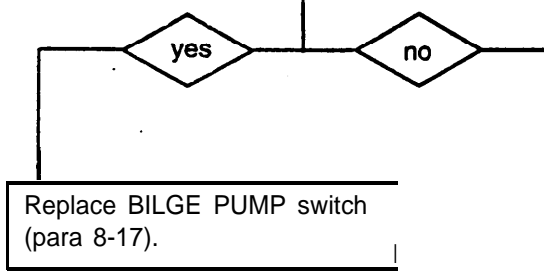 yes
no
Replace BILGE PUMP switch
(para 8-17).